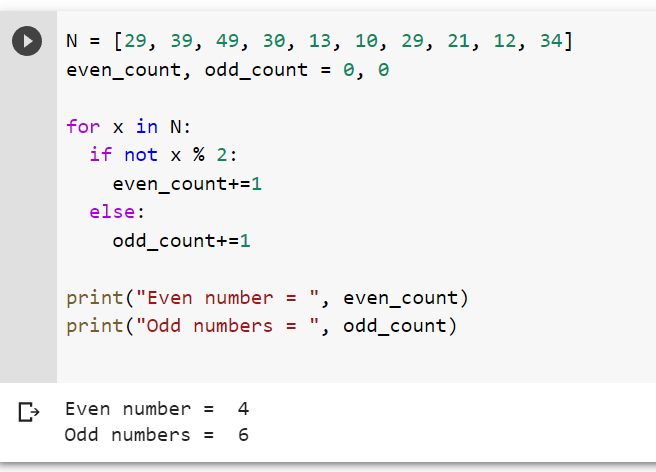 N = [29, 39, 49, 30, 13, 10, 29, 21, 12, 34]
even_count, odd_count = 0, 0
for x in N:
  if not x % 2:
    even_count+=1
  else:
    odd_count+=1
print("Even number = ", even_count)
print("Odd numbers = ", odd_count)
Even number =  4
Odd numbers =  6